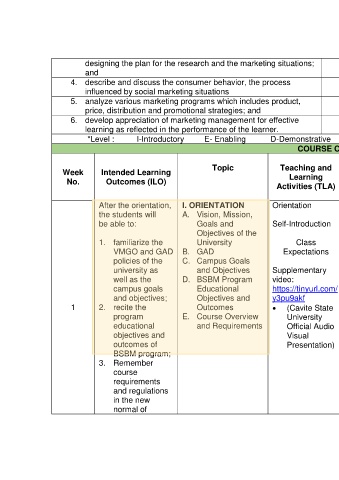 designing the plan for the research and the marketing situations;
and
4. describe and discuss the consumer behavior, the process
influenced by social marketing situations
5. analyze various marketing programs which includes product,
price, distribution and promotional strategies; and
6. develop appreciation of marketing management for effective
learning as reflected in the performance of the learner.
*Level : I-Introductory E- Enabling D-Demonstrative
COURSE C
Week
No.
Intended Learning
Outcomes (ILO)
Topic
Teaching and
Learning
Activities (TLA)
1
After the orientation,
the students will
be able to:
1. familiarize the
VMGO and GAD
policies of the
university as
well as the
campus goals
and objectives;
2. recite the
program
educational
objectives and
outcomes of
BSBM program;
3. Remember
course
requirements
and regulations
in the new
normal of
I. ORIENTATION
A. Vision, Mission,
Goals and
Objectives of the
University
B. GAD
C. Campus Goals
and Objectives
D. BSBM Program
Educational
Objectives and
Outcomes
E. Course Overview
and Requirements
Orientation
Self-Introduction
Class
Expectations
Supplementary
video:
https://tinyurl.com/
y3pu9akf
• (Cavite State
University
Official Audio
Visual
Presentation)